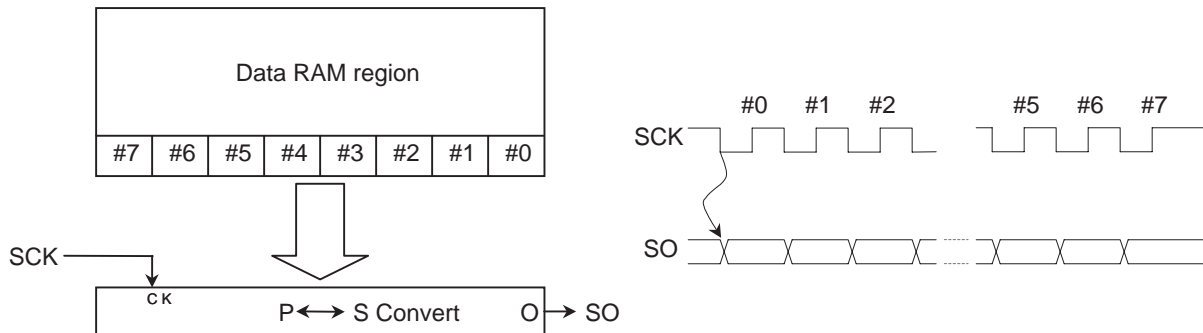 Data RAM region
#7 #6 #5 #4 #3 #2 #1 #0
SCK
CK
P S Convert O SO
#0 #1 #2 #5 #6 #7
SCK
SO